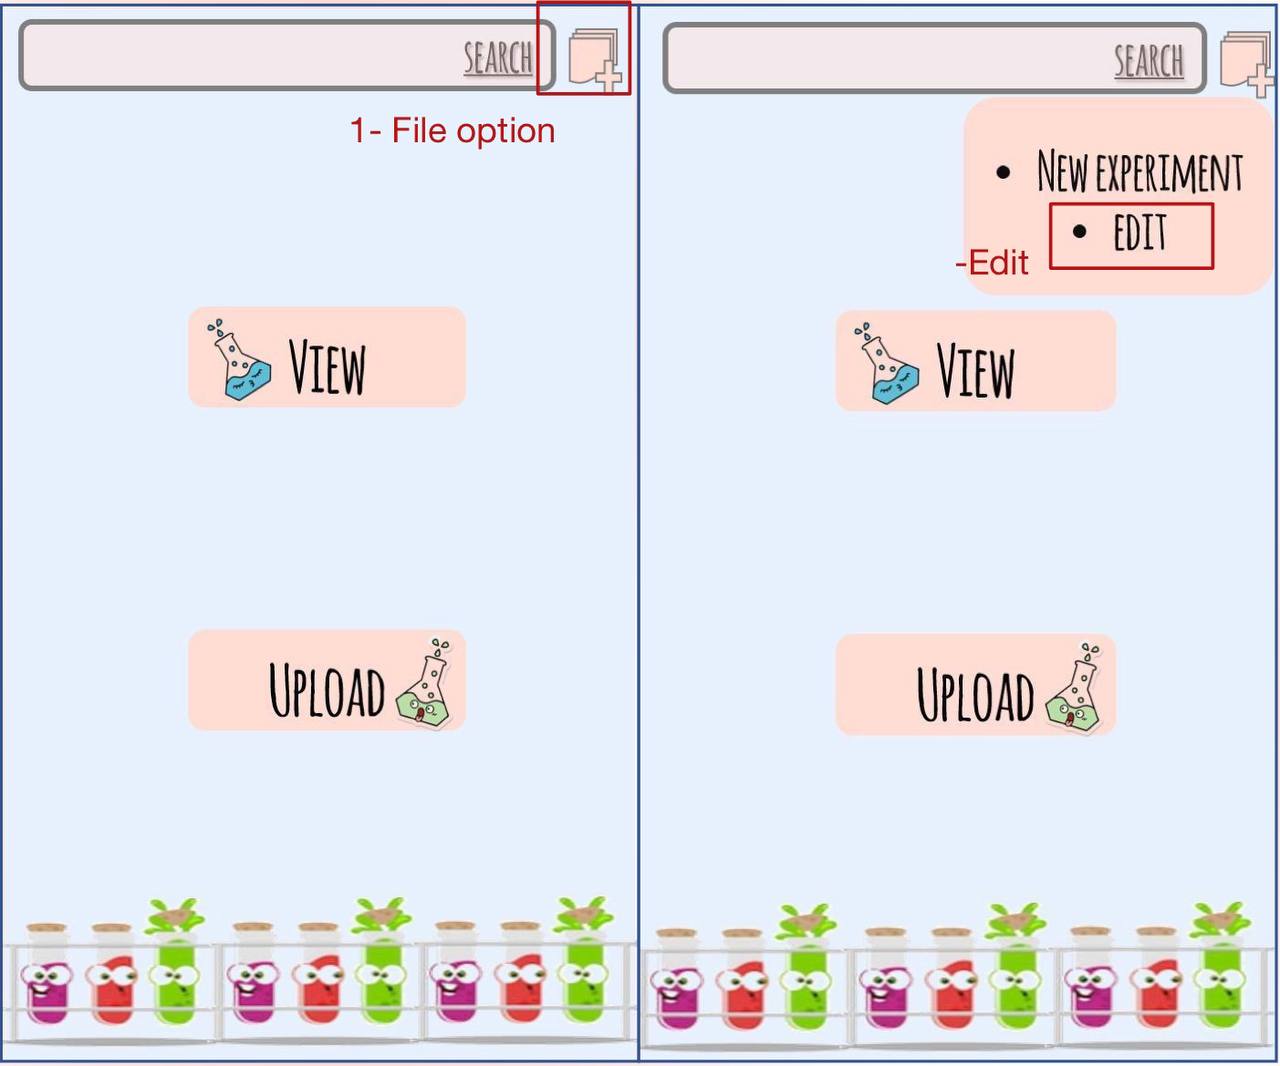 SEARCH
1- File option
VIEW
UPLOAD
SEARCH
• NEW EXPERIMENT
• EDIT
-Edit
VIEW
UPLOAD